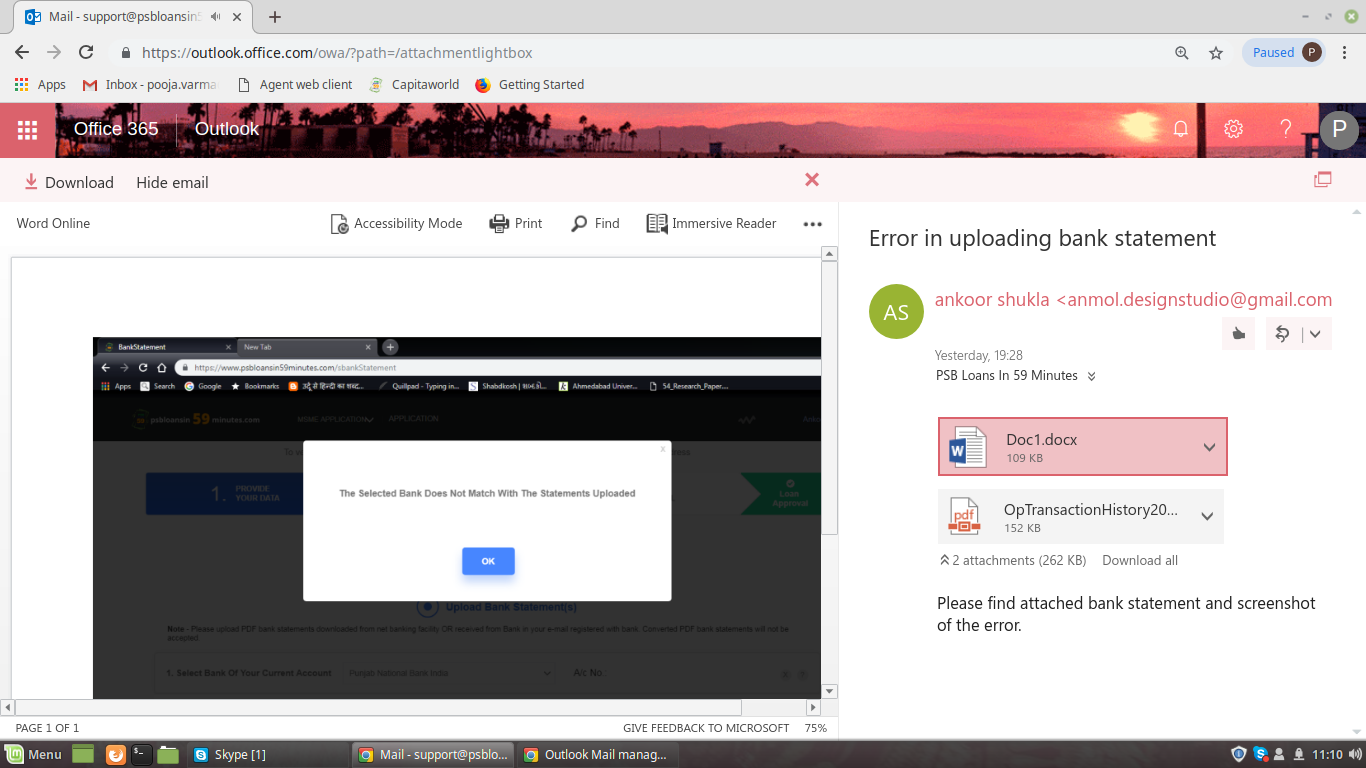 Mail - support@psbloansin5
https://outlook.office.com/owa/?path=/attachmentlightbox
Paused P
Apps Inbox - pooja.varma Agent web client Capitaworld Getting Started
Office 365 Outlook
P
Download Hide email
Word Online Accessibility Mode Print Find Immersive Reader
BankStatement New Tab
https://www.psbloansin59minutes.com/sbankStatement
Apps Search Google Bookmarks Quillpad - Typing in... 54_Research_Paper....
Ahmedabad Univer...
psbloansin 59 minutes.com MSME APPLICATION APPLICATION
1. PROVIDE
YOUR DATA
Loan
Approval
x
The Selected Bank Does Not Match With The Statements Uploaded
OK
Upload Bank Statement(s)
Note - Please upload PDF bank statements downloaded from net banking facility OR received from Bank in your e-mail registered with bank. Converted PDF bank statements will not be
accepted.
1. Select Bank Of Your Current Account Punjab National Bank India A/c No.
PAGE 1 OF 1 GIVE FEEDBACK TO MICROSOFT 75%
Error in uploading bank statement
AS
ankoor shukla <anmol.designstudio@gmail.com
Yesterday, 19:28
PSB Loans In 59 Minutes
Doc1.docx
109 KB
pdf
OpTransactionHistory20...
152 KB
2 attachments (262 KB) Download all
Please find attached bank statement and screenshot
of the error.
Menu Skype [1] Mail - support@psblo... Outlook Mail manag... 11:10